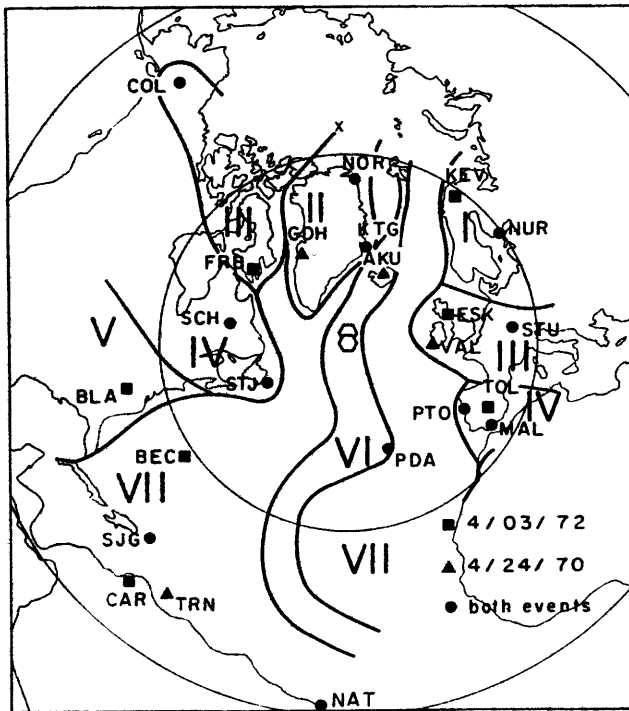 COL
x
NOR
KEV
II
I
III
I
GDH
KTG
NUR
AKU
FRB
SCH
ESK
STU
V
IV
VAL
III
STJ
TOL
BLA
PTO
IV
MAL
BEC
VI
PDA
VII
■ 4/03/72
SJG
VII
▲ 4/24/70
CAR
TRN
● both events
NAT